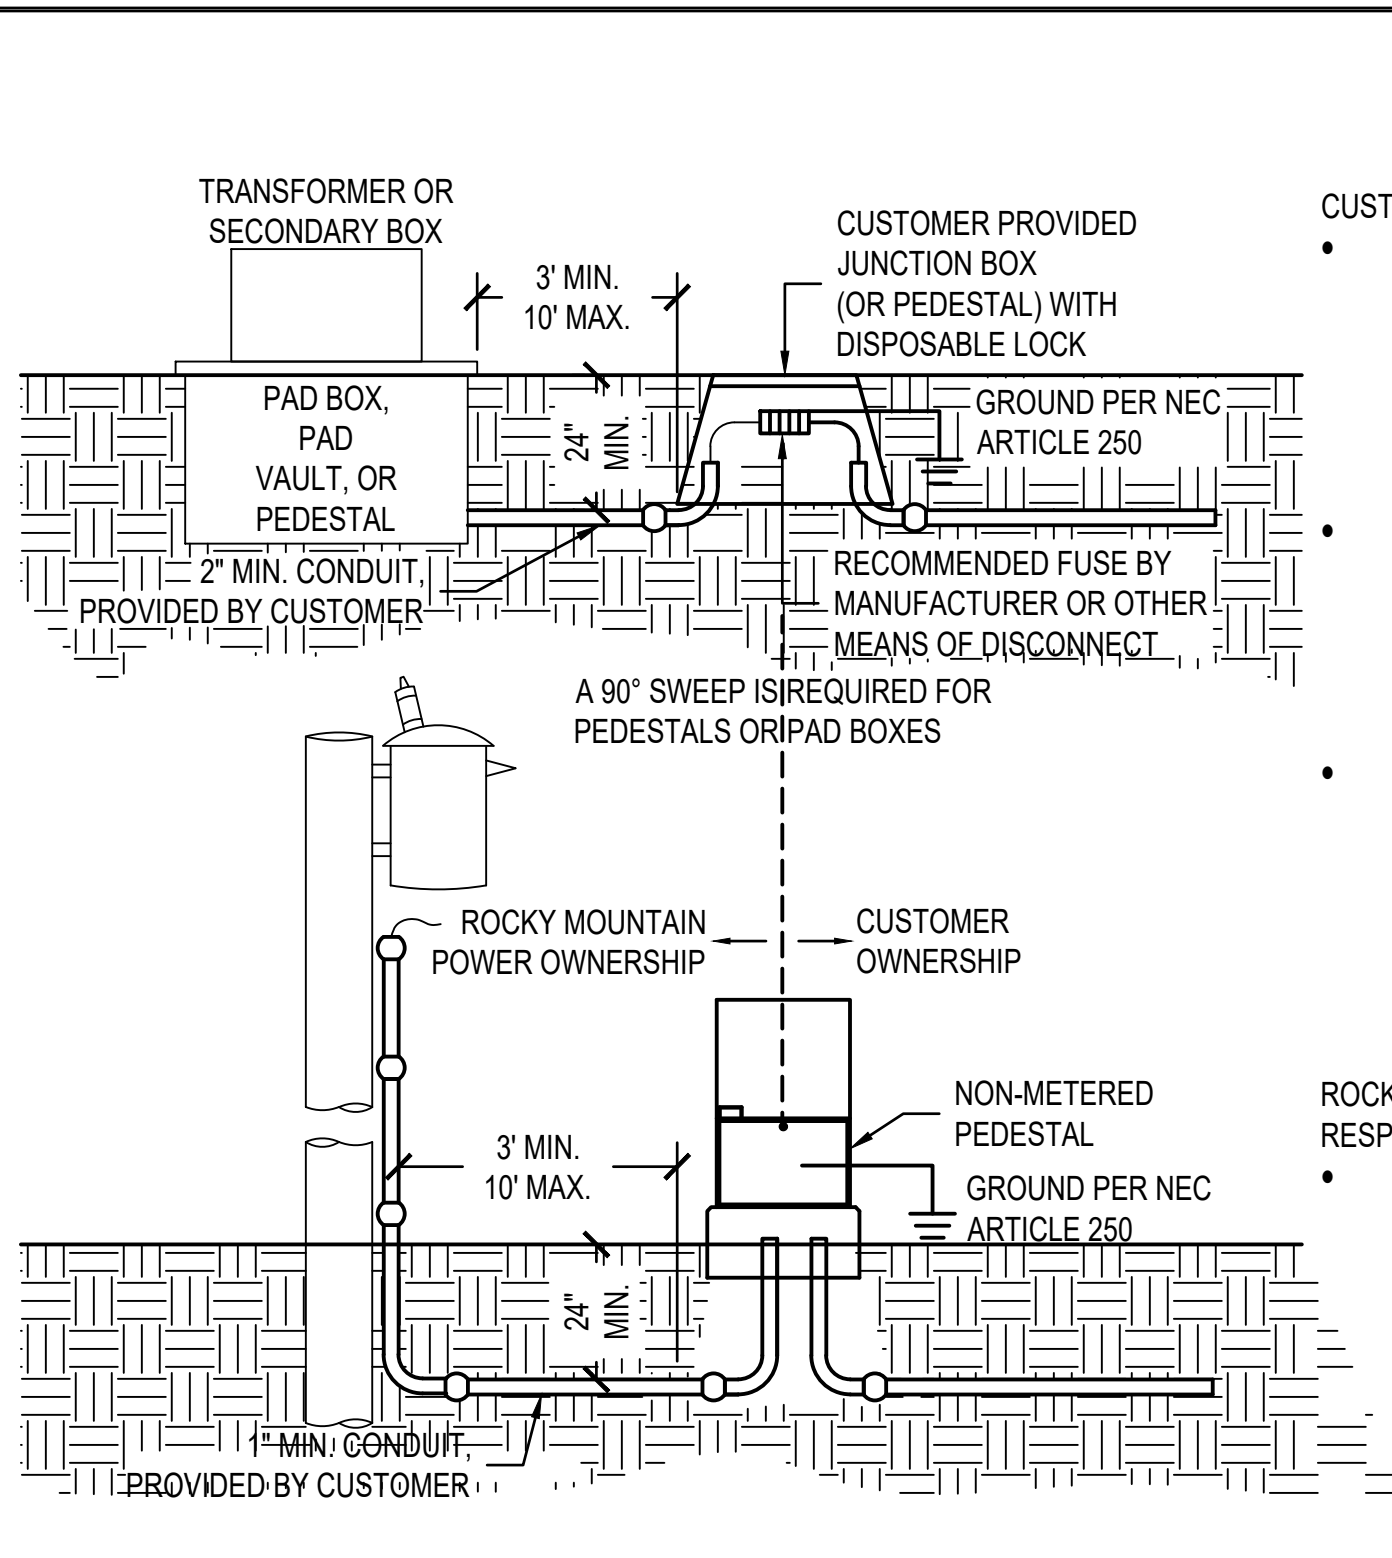 TRANSFORMER OR
SECONDARY BOX
3' MIN.
10' MAX.
CUSTOMER PROVIDED
JUNCTION BOX
(OR PEDESTAL) WITH
DISPOSABLE LOCK
CUST
•
PAD BOX,
PAD
VAULT, OR
PEDESTAL
24"
MIN.
GROUND PER NEC
ARTICLE 250
•
2" MIN. CONDUIT,
PROVIDED BY CUSTOMER
RECOMMENDED FUSE BY
MANUFACTURER OR OTHER
MEANS OF DISCONNECT
A 90° SWEEP IS REQUIRED FOR
PEDESTALS OR PAD BOXES
•
ROCKY MOUNTAIN
POWER OWNERSHIP
CUSTOMER
OWNERSHIP
NON-METERED
PEDESTAL
ROCK
RESP
•
3' MIN.
10' MAX.
GROUND PER NEC
ARTICLE 250
24"
MIN.
1" MIN. CONDUIT,
PROVIDED BY CUSTOMER